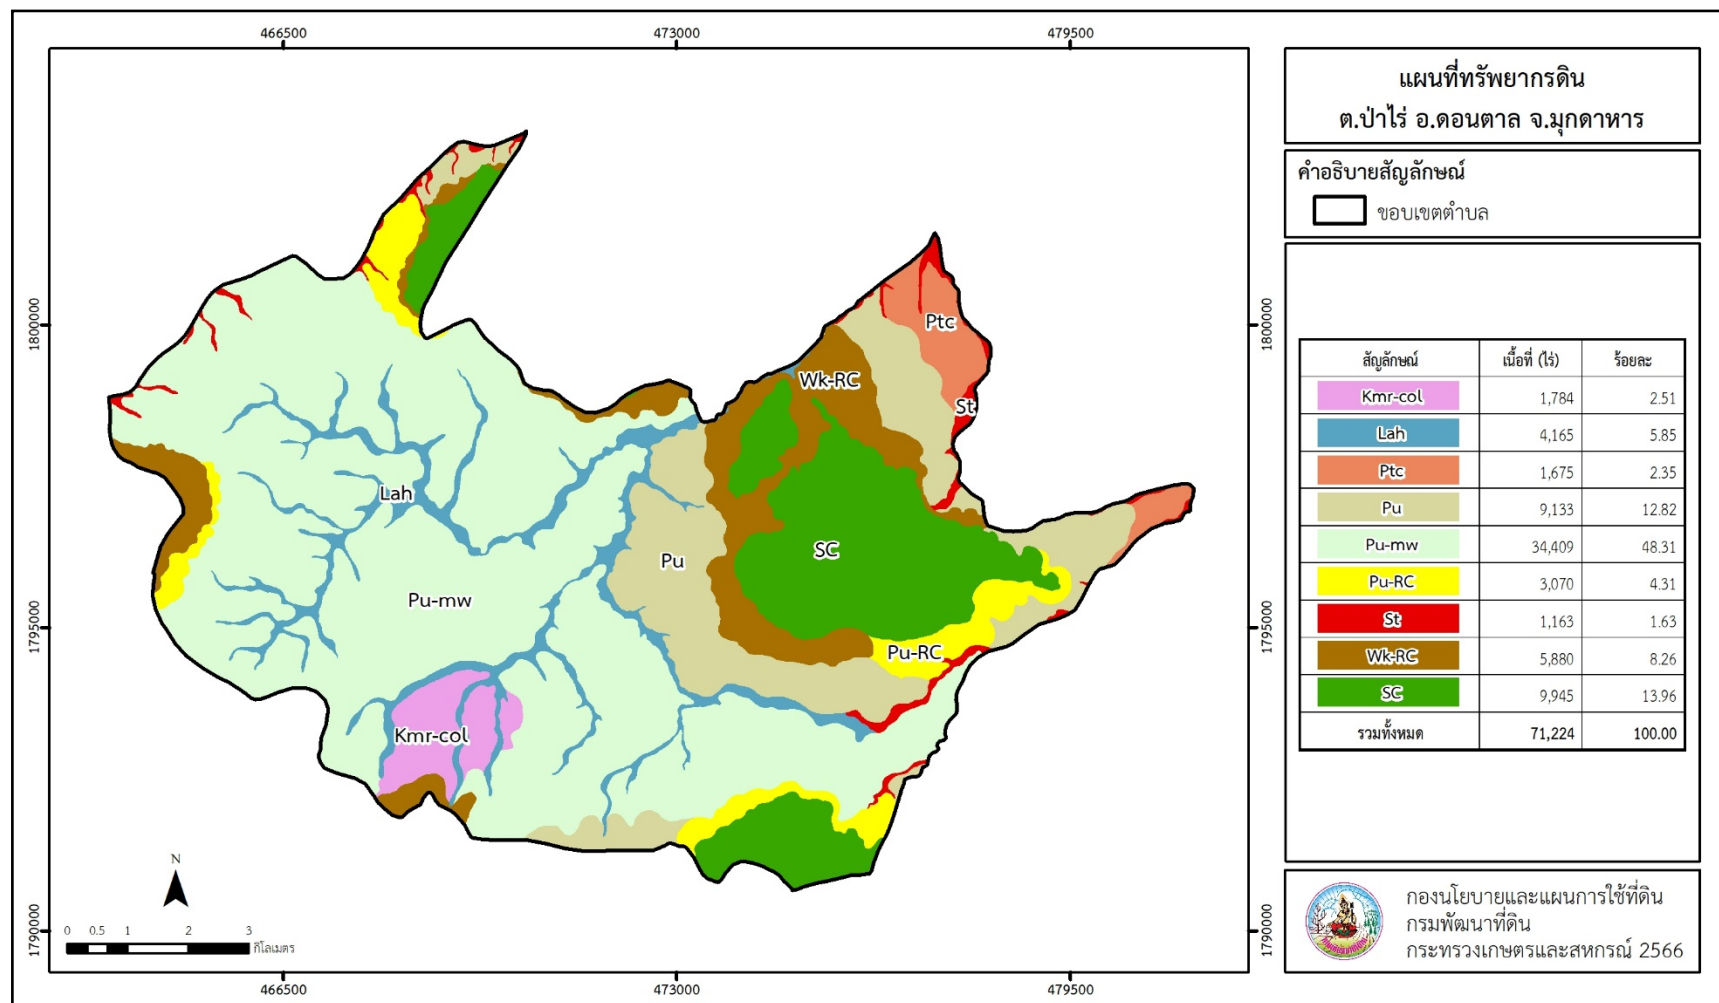 466500
473000
479500
1800000
1795000
1790000
1800000
1795000
1790000
466500
473000
479500
Ptc
Wk-RC
St
Lah
SC
Pu
Pu-mw
Pu-RC
Kmr-col
N
0 0.5 1 2 3
กิโลเมตร
แผนที่ทรัพยากรดิน
ต.ป่าไร่ อ.ดอนตาล จ.มุกดาหาร
คำอธิบายสัญลักษณ์
ขอบเขตตำบล
สัญลักษณ์ เนื้อที่ (ไร่) ร้อยละ
Kmr-col 1,784 2.51
Lah 4,165 5.85
Ptc 1,675 2.35
Pu 9,133 12.82
Pu-mw 34,409 48.31
Pu-RC 3,070 4.31
St 1,163 1.63
Wk-RC 5,880 8.26
SC 9,945 13.96
รวมทั้งหมด 71,224 100.00
กองนโยบายและแผนการใช้ที่ดิน
กรมพัฒนาที่ดิน
กระทรวงเกษตรและสหกรณ์ 2566